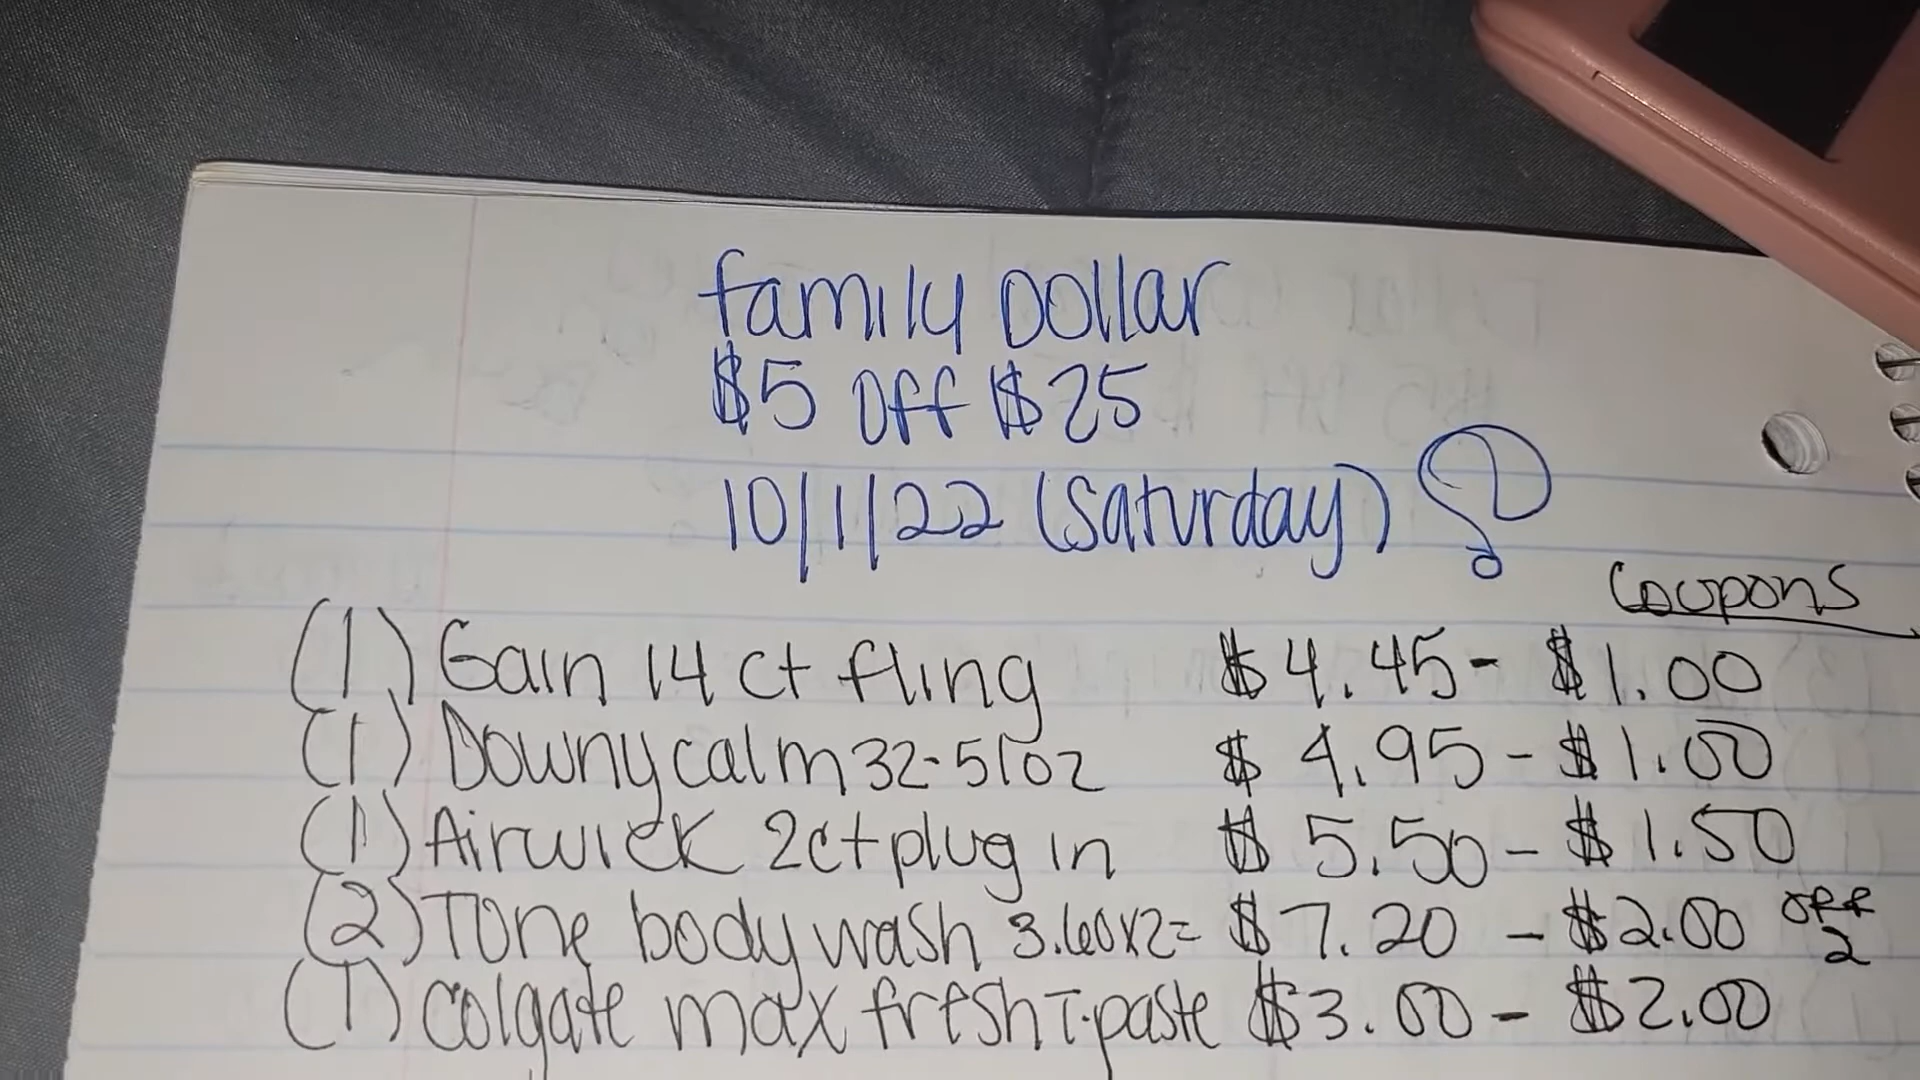 family Dollar
$5 off $25
10/1/22 (Saturday)
Coupons
(1) Gain 14 ct fling $4.45 - $1.00
(1) Downy calm 32-51oz $4.95 - $1.00
(1) Airwick 2ct plug in $5.50 - $1.50
(2) Tone body wash 3.60x2= $7.20 - $2.00 off 2
(1) Colgate max fresh T.paste $3.00 - $2.00